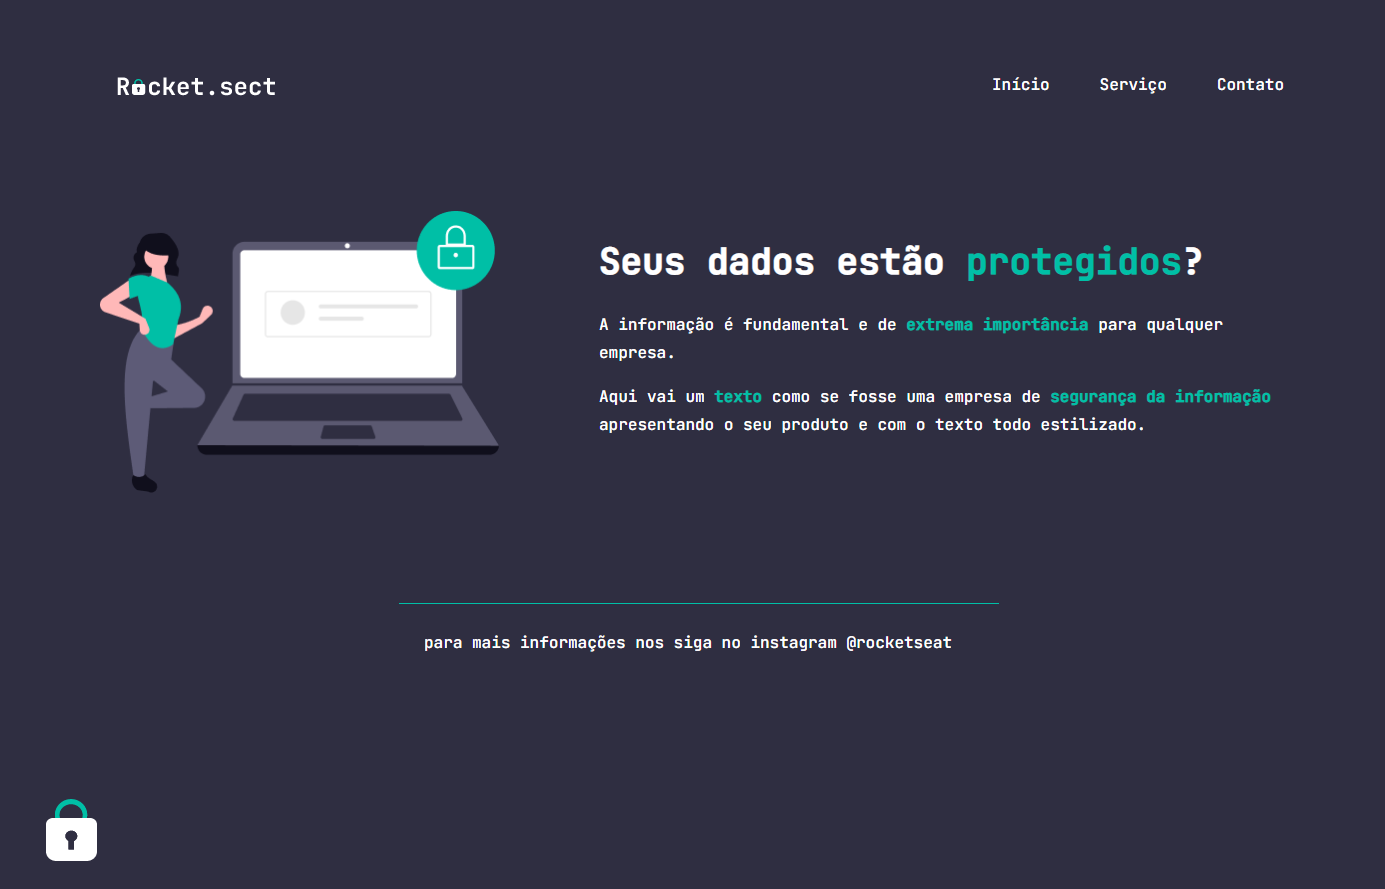 Rocket.sect
Início Serviço Contato
Seus dados estão protegidos?
A informação é fundamental e de extrema importância para qualquer
empresa.
Aqui vai um texto como se fosse uma empresa de segurança da informação
apresentando o seu produto e com o texto todo estilizado.
para mais informações nos siga no instagram @rocketseat